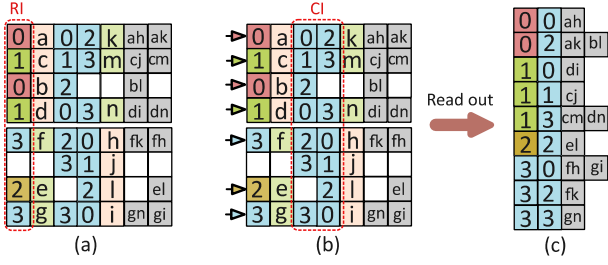 RI
0 a 0 2 k ah ak
1 c 1 3 m cj cm
0 b 2 bl
1 d 0 3 n di dn
3 f 2 0 h fk fh
3 1 j
2 e 2 l el
3 g 3 0 i gn gi
(a)
CI
0 a 0 2 k ah ak
1 c 1 3 m cj cm
0 b 2 bl
1 d 0 3 n di dn
3 f 2 0 h fk fh
3 1 j
2 e 2 l el
3 g 3 0 i gn gi
(b)
Read out
0 0 ah
0 2 ak bl
1 0 di
1 1 cj
1 3 cm dn
2 2 el
3 0 fh gi
3 2 fk
3 3 gn
(c)